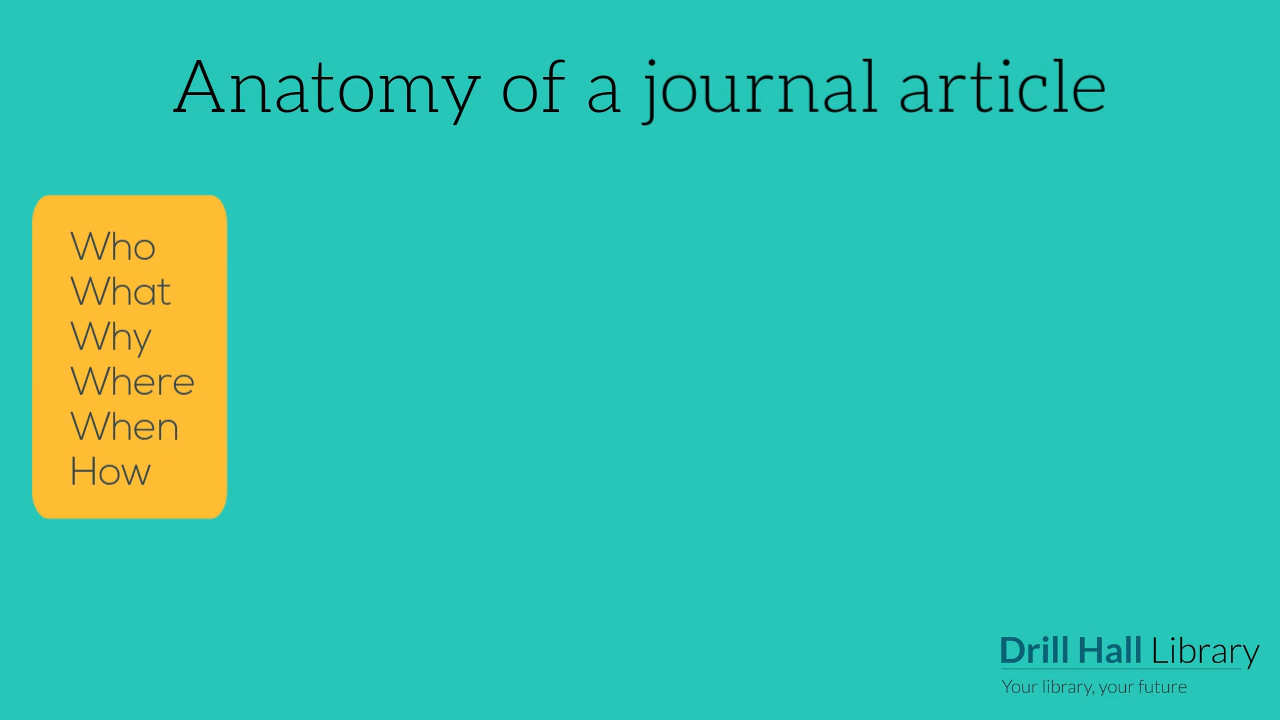 Anatomy of a journal article
Who
What
Why
Where
When
How
Drill Hall Library
Your library, your future